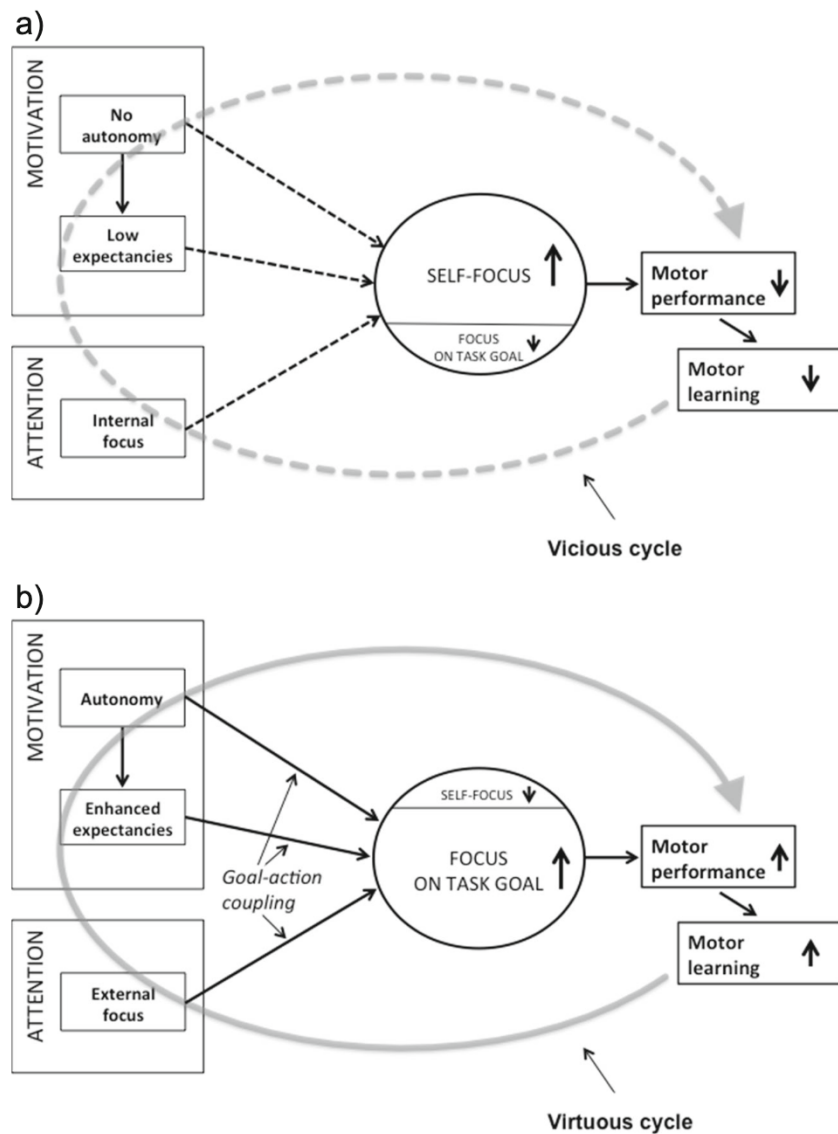 a)
MOTIVATION
No
autonomy
Low
expectancies
ATTENTION
Internal
focus
SELF-FOCUS
FOCUS
ON TASK GOAL
Motor
performance
Motor
learning
Vicious cycle
b)
MOTIVATION
Autonomy
Enhanced
expectancies
Goal-action
coupling
ATTENTION
External
focus
SELF-FOCUS
FOCUS
ON TASK GOAL
Motor
performance
Motor
learning
Virtuous cycle